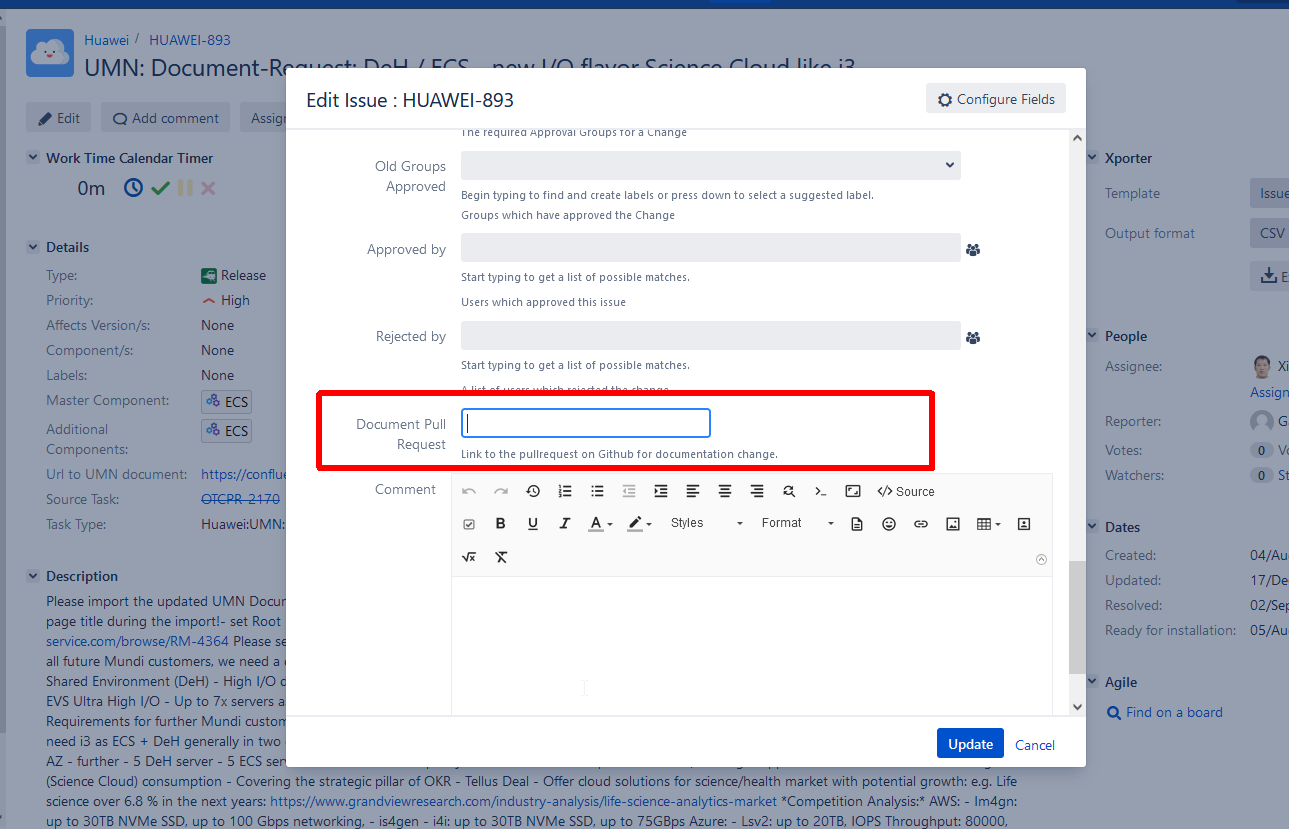 Huawei / HUAWEI-893
UMN: Document-Request: DeH / ECS - new I/O flavor Science Cloud like i3
Edit
Add comment
Assign
Work Time Calendar Timer
0m
Details
Type: Release
Priority: High
Affects Version/s: None
Component/s: None
Labels: None
Master Component: ECS
Additional Components: ECS
Url to UMN document: https://conflue
Source Task: OTCPR-2170
Task Type: Huawei:UMN:
Description
Please import the updated UMN Docum
page title during the import!- set Root
service.com/browse/RM-4364 Please se
all future Mundi customers, we need a
Shared Environment (DeH) - High I/O
EVS Ultra High I/O - Up to 7x servers a
Requirements for further Mundi custom
need i3 as ECS + DeH generally in two
AZ - further - 5 DeH server - 5 ECS ser
(Science Cloud) consumption - Covering the strategic pillar of OKR - Tellus Deal - Offer cloud solutions for science/health market with potential growth: e.g. Life
science over 6.8 % in the next years: https://www.grandviewresearch.com/industry-analysis/life-science-analytics-market *Competition Analysis:* AWS: - Im4gn:
up to 30TB NVMe SSD, up to 100 Gbps networking, - is4gen - i4i: up to 30TB NVMe SSD, up to 75GBps Azure: - Lsv2: up to 20TB, IOPS Throughput: 80000,
Edit Issue : HUAWEI-893
Configure Fields
The required Approval Groups for a Change
Old Groups
Approved
Begin typing to find and create labels or press down to select a suggested label.
Groups which have approved the Change
Approved by
Start typing to get a list of possible matches.
Users which approved this issue
Rejected by
Start typing to get a list of possible matches.
A list of users which rejected the change
Document Pull
Request
Link to the pullrequest on Github for documentation change.
Comment
Source
B U I A
Styles
Format
√x
Update
Cancel
Xporter
Template Issue
Output format CSV
People
Assignee: Xi
Assign
Reporter:
Votes: 0
Watchers: 0 St
Dates
Created: 04/Au
Updated: 17/De
Resolved: 02/Sep
Ready for installation: 05/Au
Agile
Find on a board